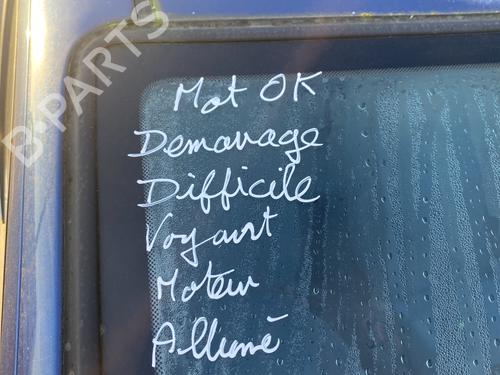 B-PARTS
Mot OK
Demarage
Difficile
Voyant
Moteur
Allumé